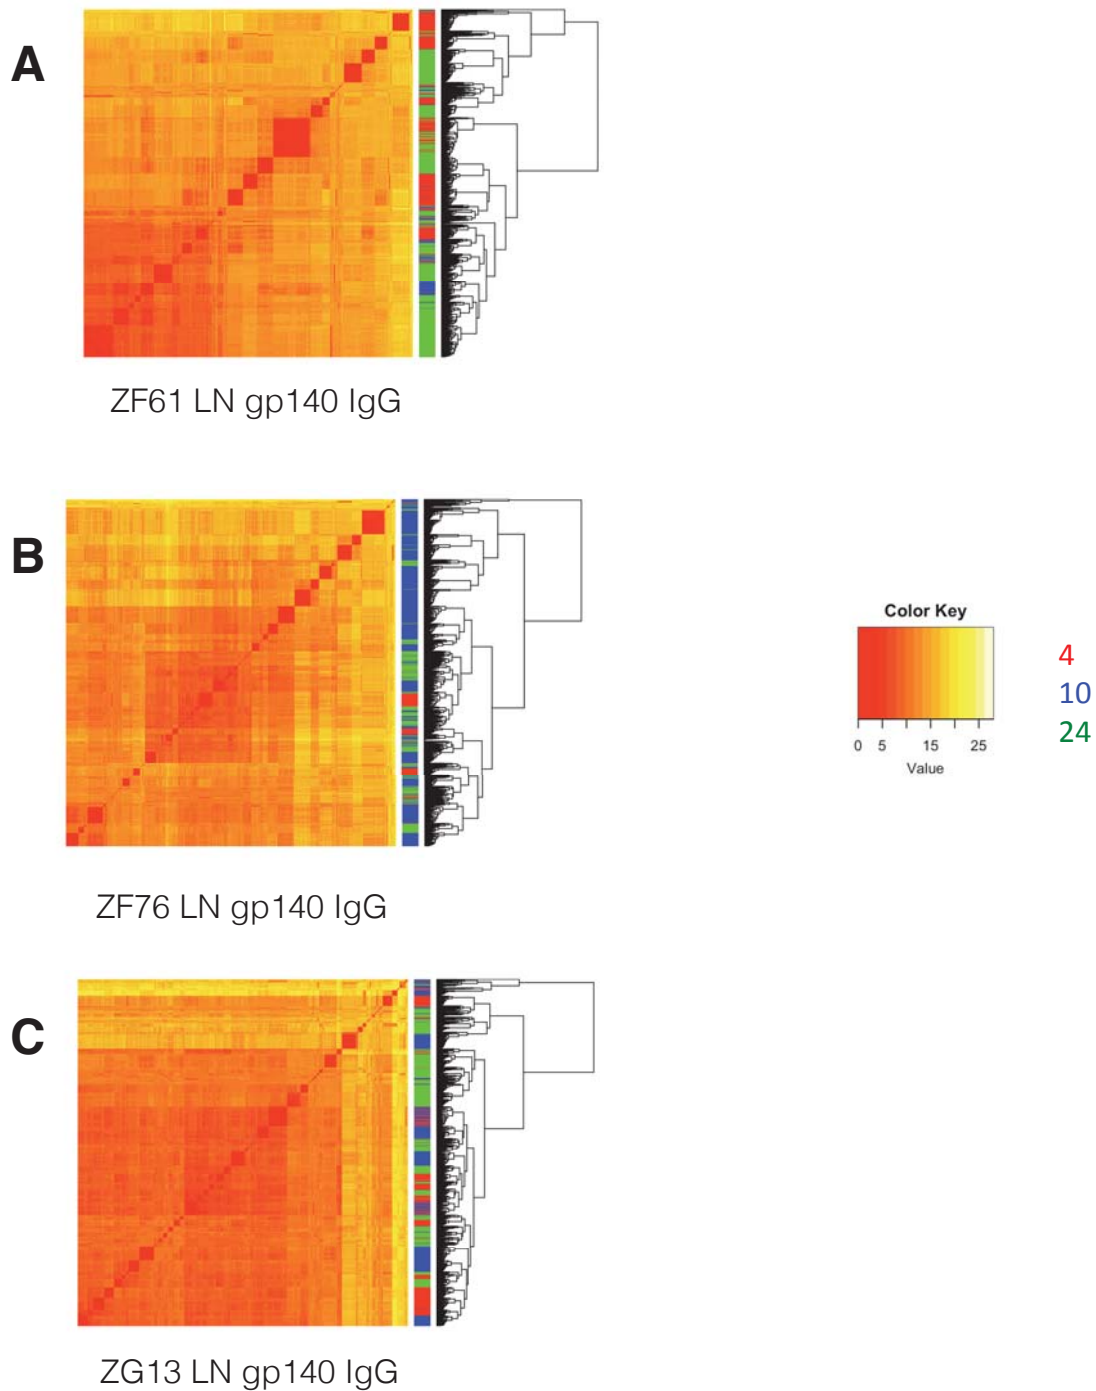 A
ZF61 LN gp140 IgG
B
ZF76 LN gp140 IgG
Color Key
0 5 15 25
Value
4
10
24
C
ZG13 LN gp140 IgG